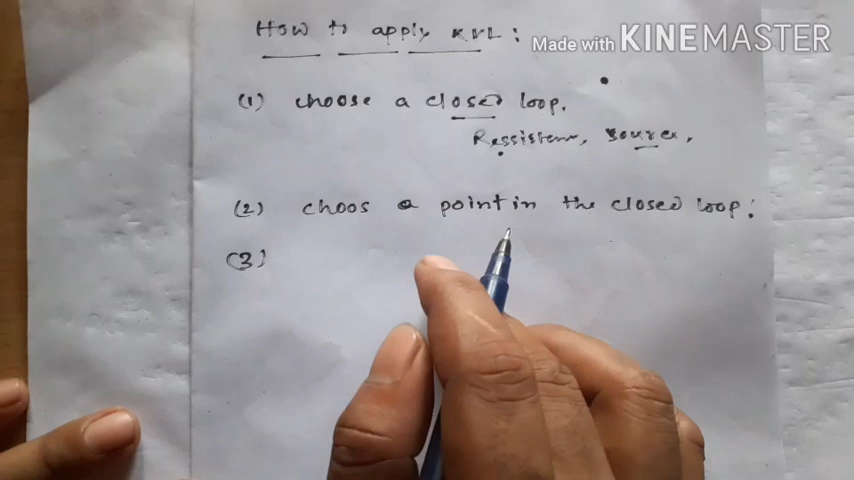 How to apply KVL:
Made with KINEMASTER
(1) choose a closed loop.
Ressistens, source,
(2) choos a point in the closed loop:
(3)